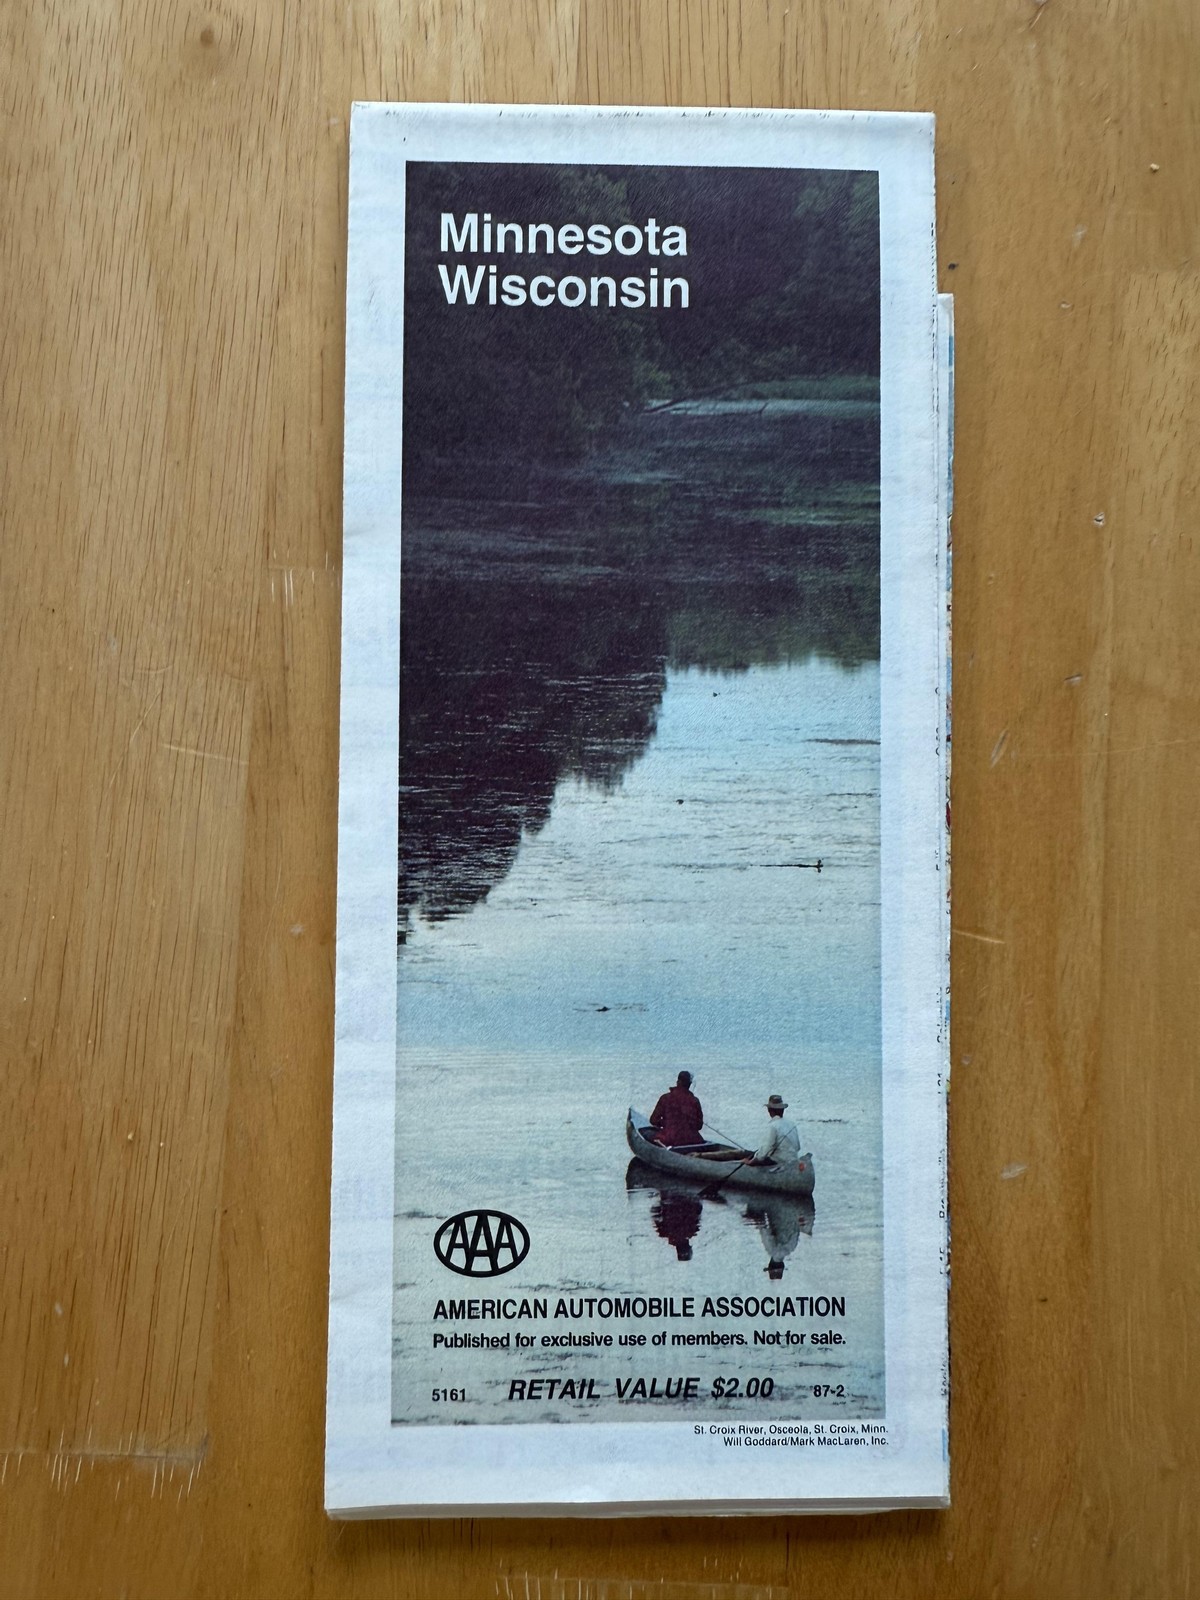 Minnesota
Wisconsin
AAA
AMERICAN AUTOMOBILE ASSOCIATION
Published for exclusive use of members. Not for sale.
5161 RETAIL VALUE $2.00 87-2
St. Croix River, Osceola, St. Croix, Minn.
Will Goddard/Mark MacLaren, Inc.